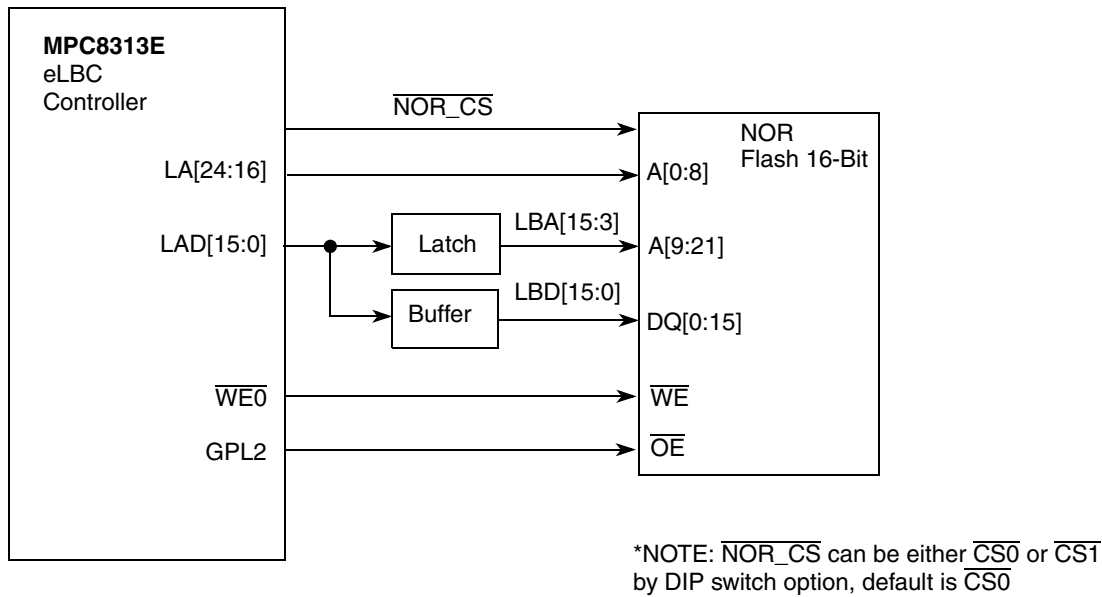 MPC8313E
eLBC
Controller
NOR_CS
NOR
Flash 16-Bit
LA[24:16]
A[0:8]
LAD[15:0]
Latch
LBA[15:3]
A[9:21]
Buffer
LBD[15:0]
DQ[0:15]
WE0
WE
GPL2
OE
*NOTE: NOR_CS can be either CS0 or CS1
by DIP switch option, default is CS0